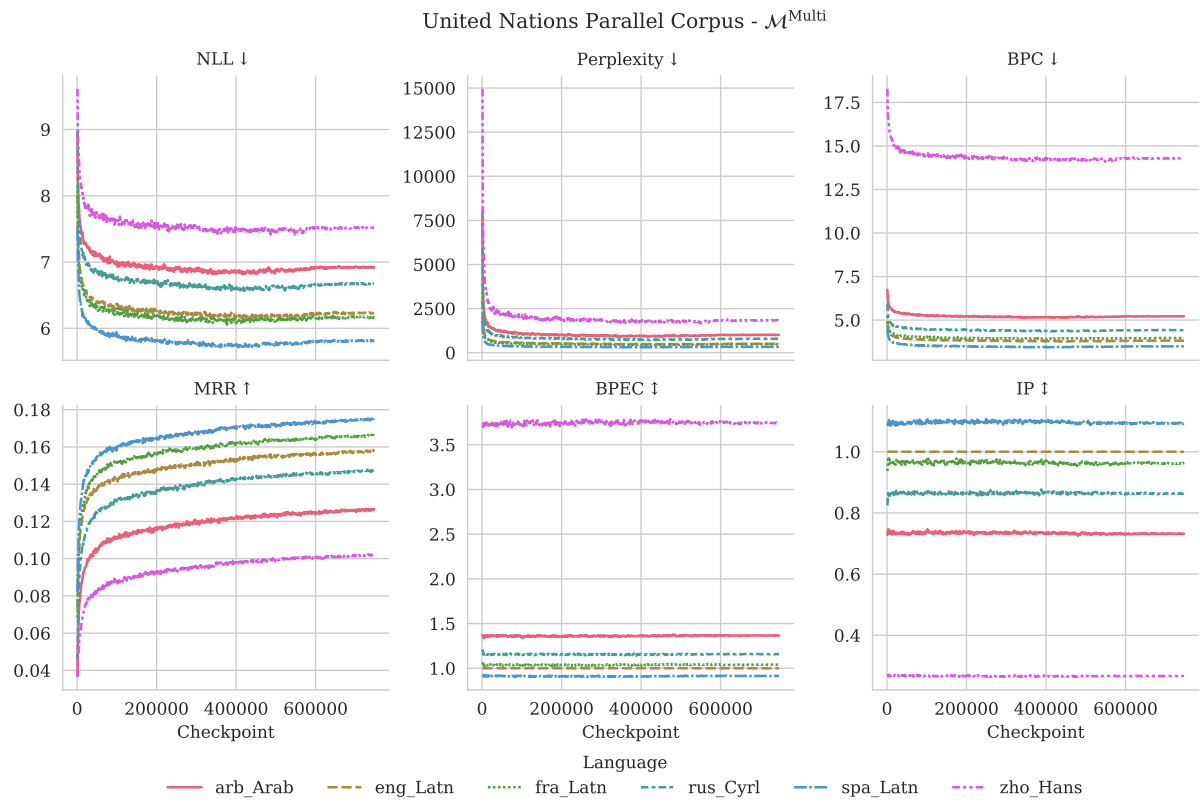 United Nations Parallel Corpus - ℳ^Multi
NLL ↓
Perplexity ↓
BPC ↓
9
8
7
6
15000
12500
10000
7500
5000
2500
0
17.5
15.0
12.5
10.0
7.5
5.0
MRR ↑
BPEC ↕
IP ↕
0.18
0.16
0.14
0.12
0.10
0.08
0.06
0.04
3.5
3.0
2.5
2.0
1.5
1.0
1.0
0.8
0.6
0.4
0 200000 400000 600000
0 200000 400000 600000
0 200000 400000 600000
Checkpoint
Checkpoint
Checkpoint
Language
arb_Arab eng_Latn fra_Latn rus_Cyrl spa_Latn zho_Hans